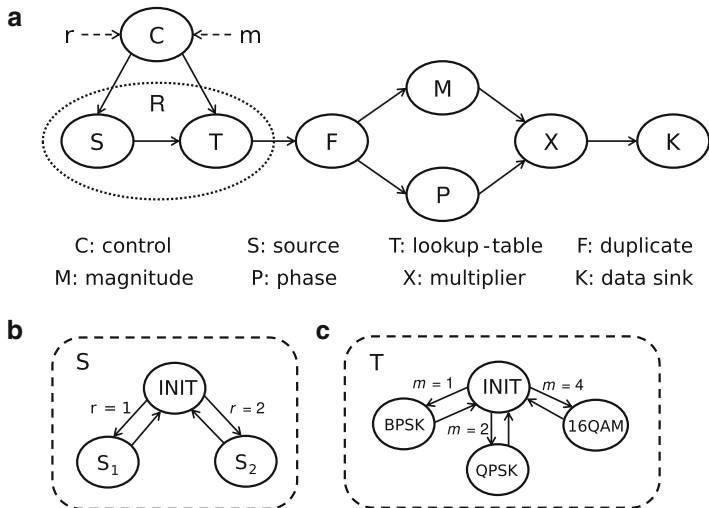 a
r C m
R
S T F M P X K
C: control S: source T: lookup-table F: duplicate
M: magnitude P: phase X: multiplier K: data sink
b
S
INIT
r = 1 r = 2
S₁ S₂
c
T
INIT
m = 1 m = 4
BPSK m = 2 16QAM
QPSK